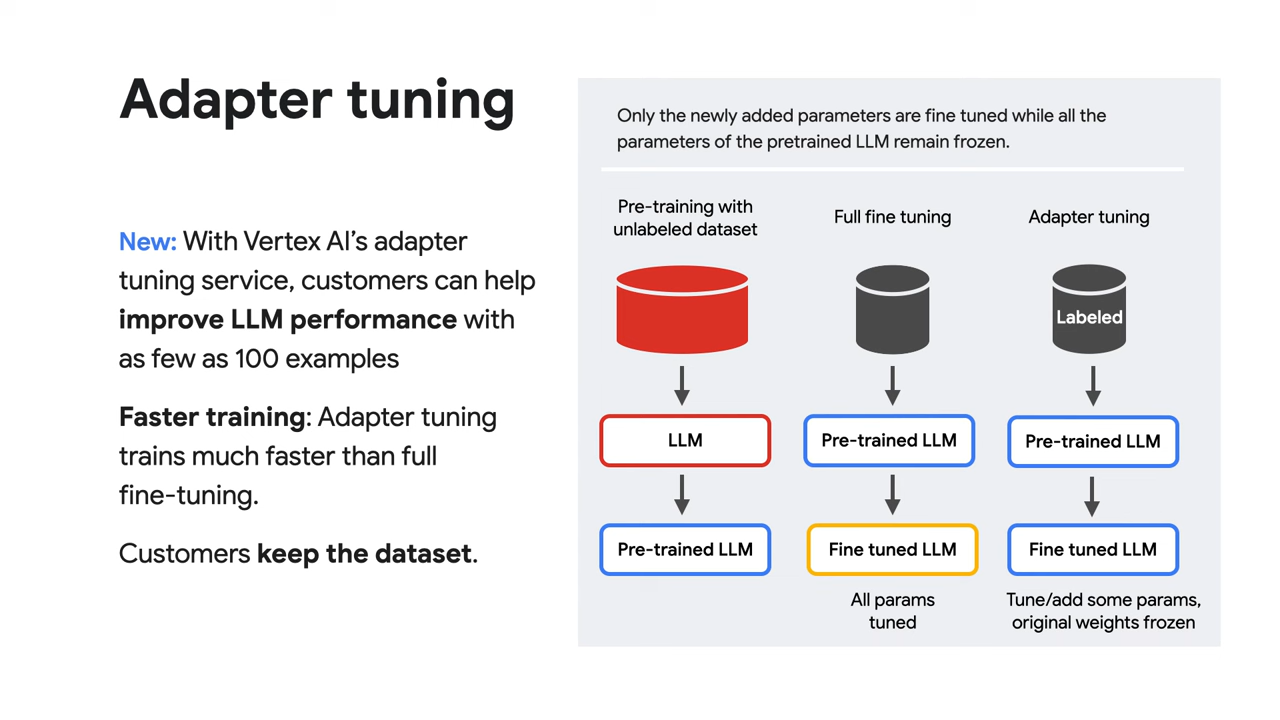 Adapter tuning
New: With Vertex AI's adapter
tuning service, customers can help
improve LLM performance with
as few as 100 examples
Faster training: Adapter tuning
trains much faster than full
fine-tuning.
Customers keep the dataset.
Only the newly added parameters are fine tuned while all the
parameters of the pretrained LLM remain frozen.
Pre-training with
unlabeled dataset
LLM
Pre-trained LLM
Full fine tuning
Pre-trained LLM
Fine tuned LLM
All params
tuned
Adapter tuning
Labeled
Pre-trained LLM
Fine tuned LLM
Tune/add some params,
original weights frozen